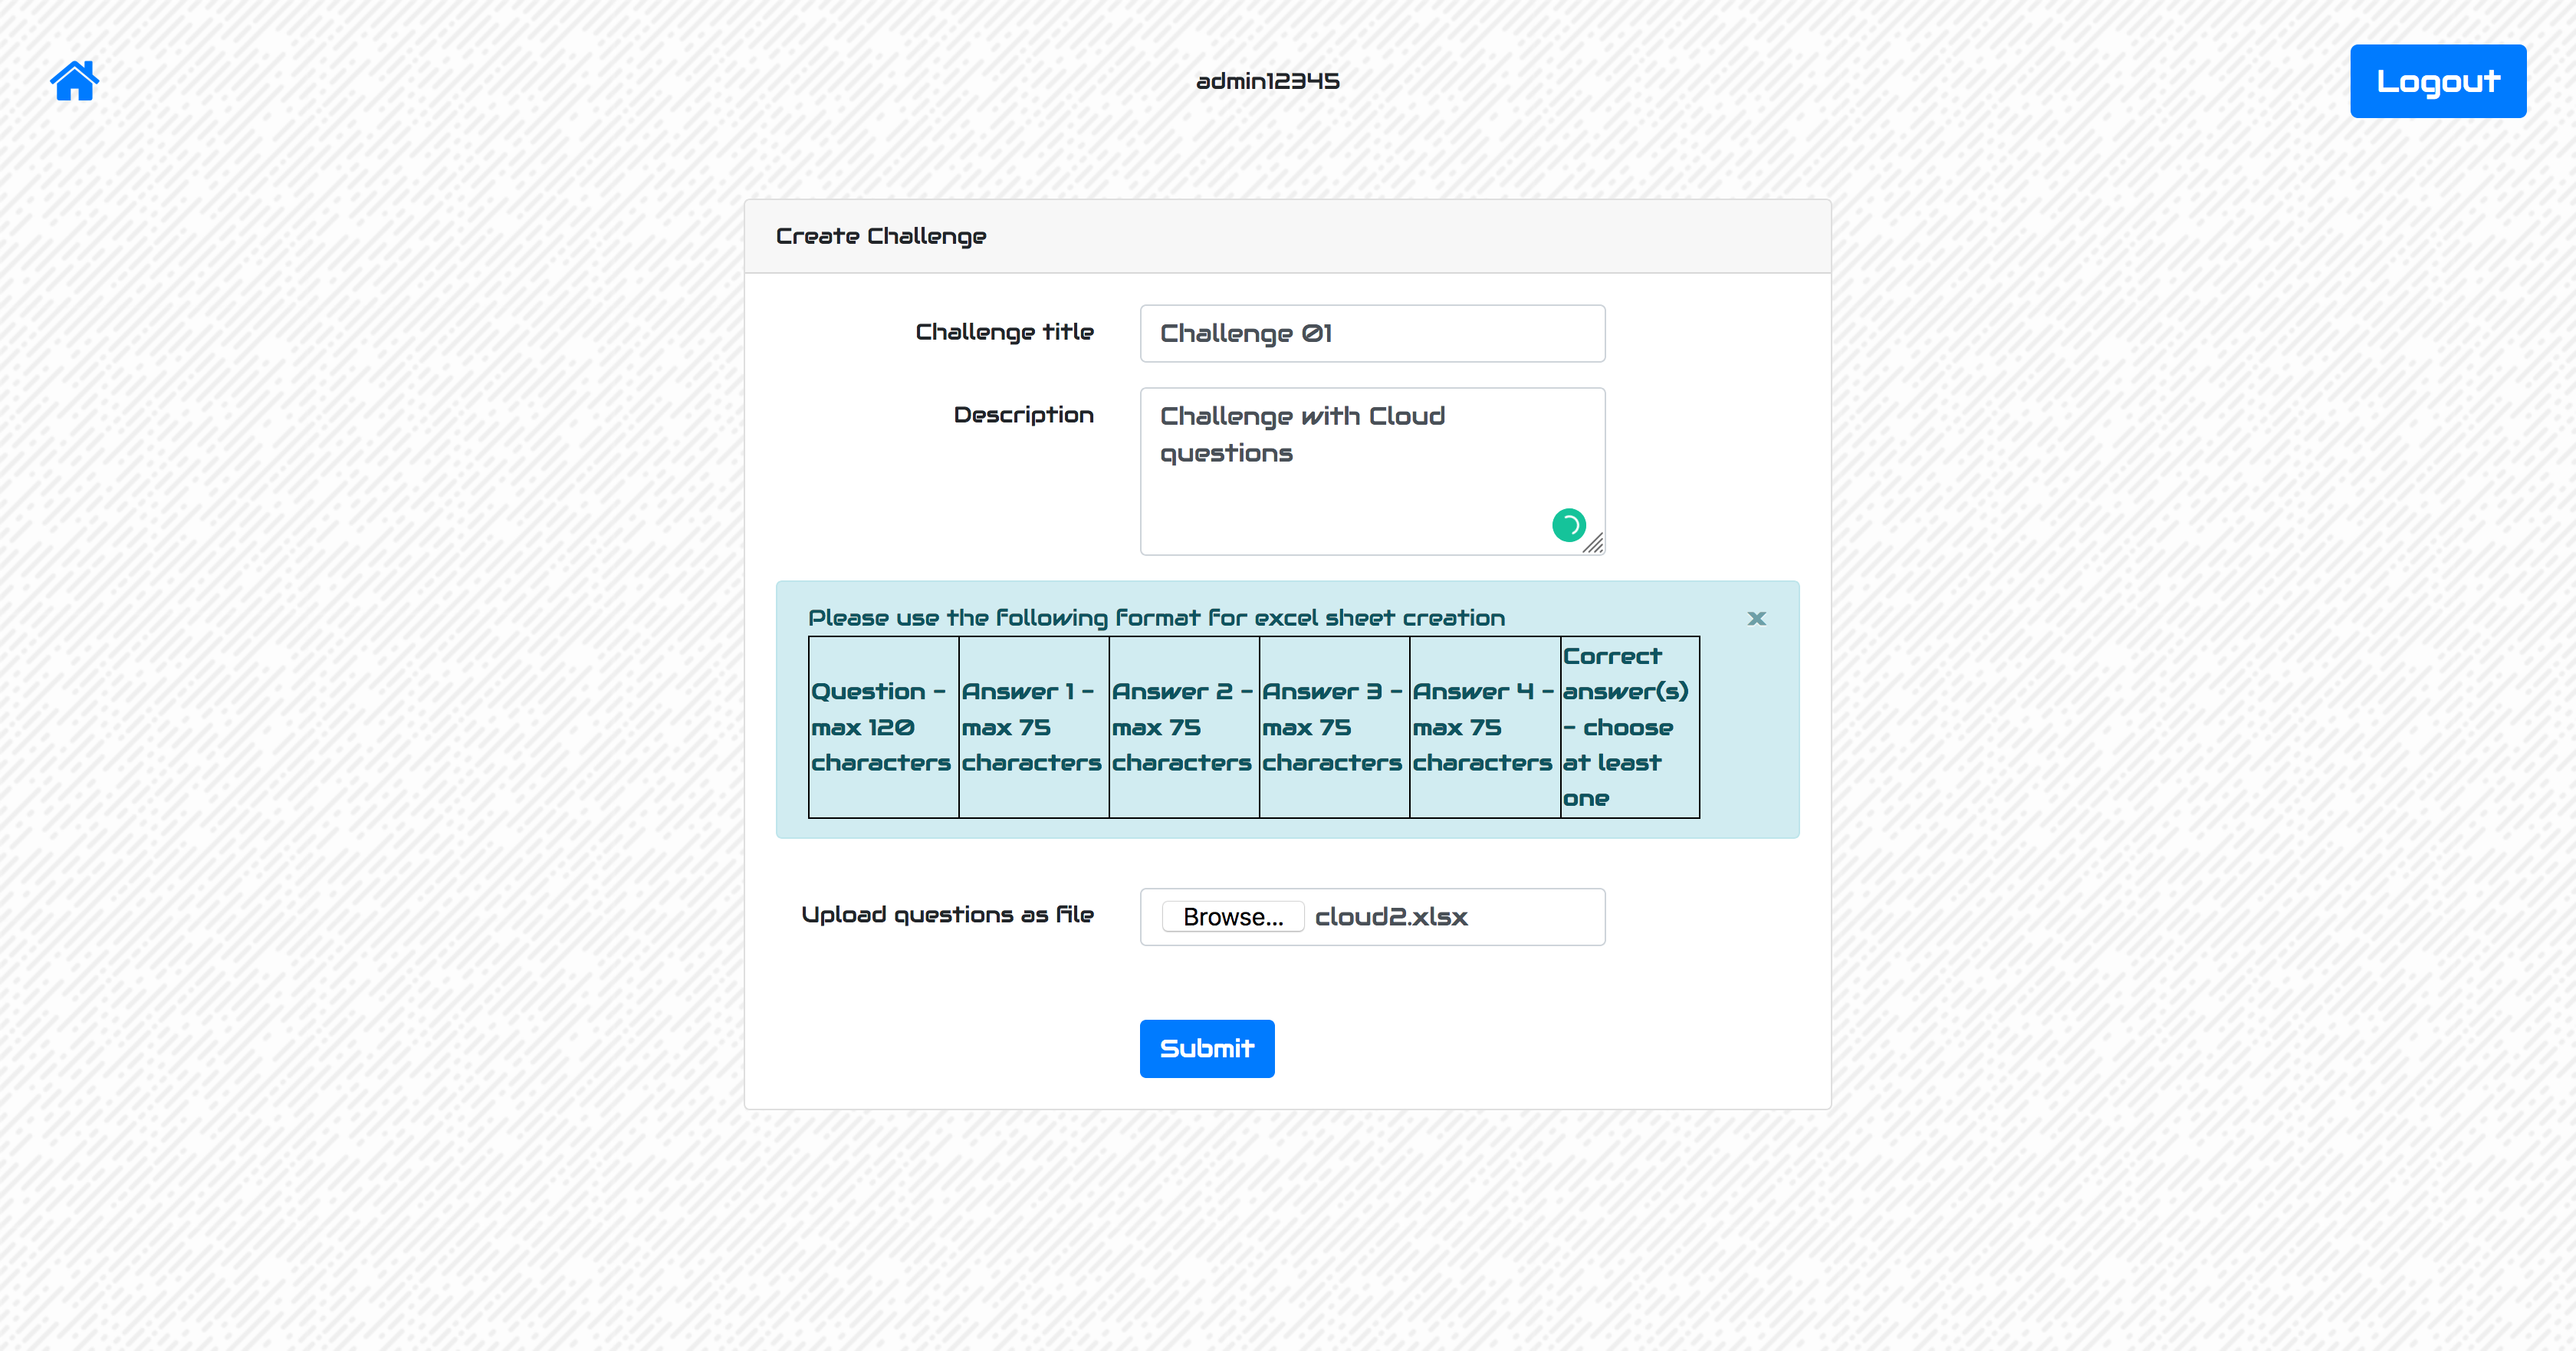 admin12345
Logout
Create Challenge
Challenge title
Challenge 01
Description
Challenge with Cloud
questions
Please use the following format for excel sheet creation
x
Question -
max 120
characters
Answer 1 -
max 75
characters
Answer 2 -
max 75
characters
Answer 3 -
max 75
characters
Answer 4 -
max 75
characters
Correct
answer(s)
- choose
at least
one
Upload questions as file
Browse... cloud2.xlsx
Submit